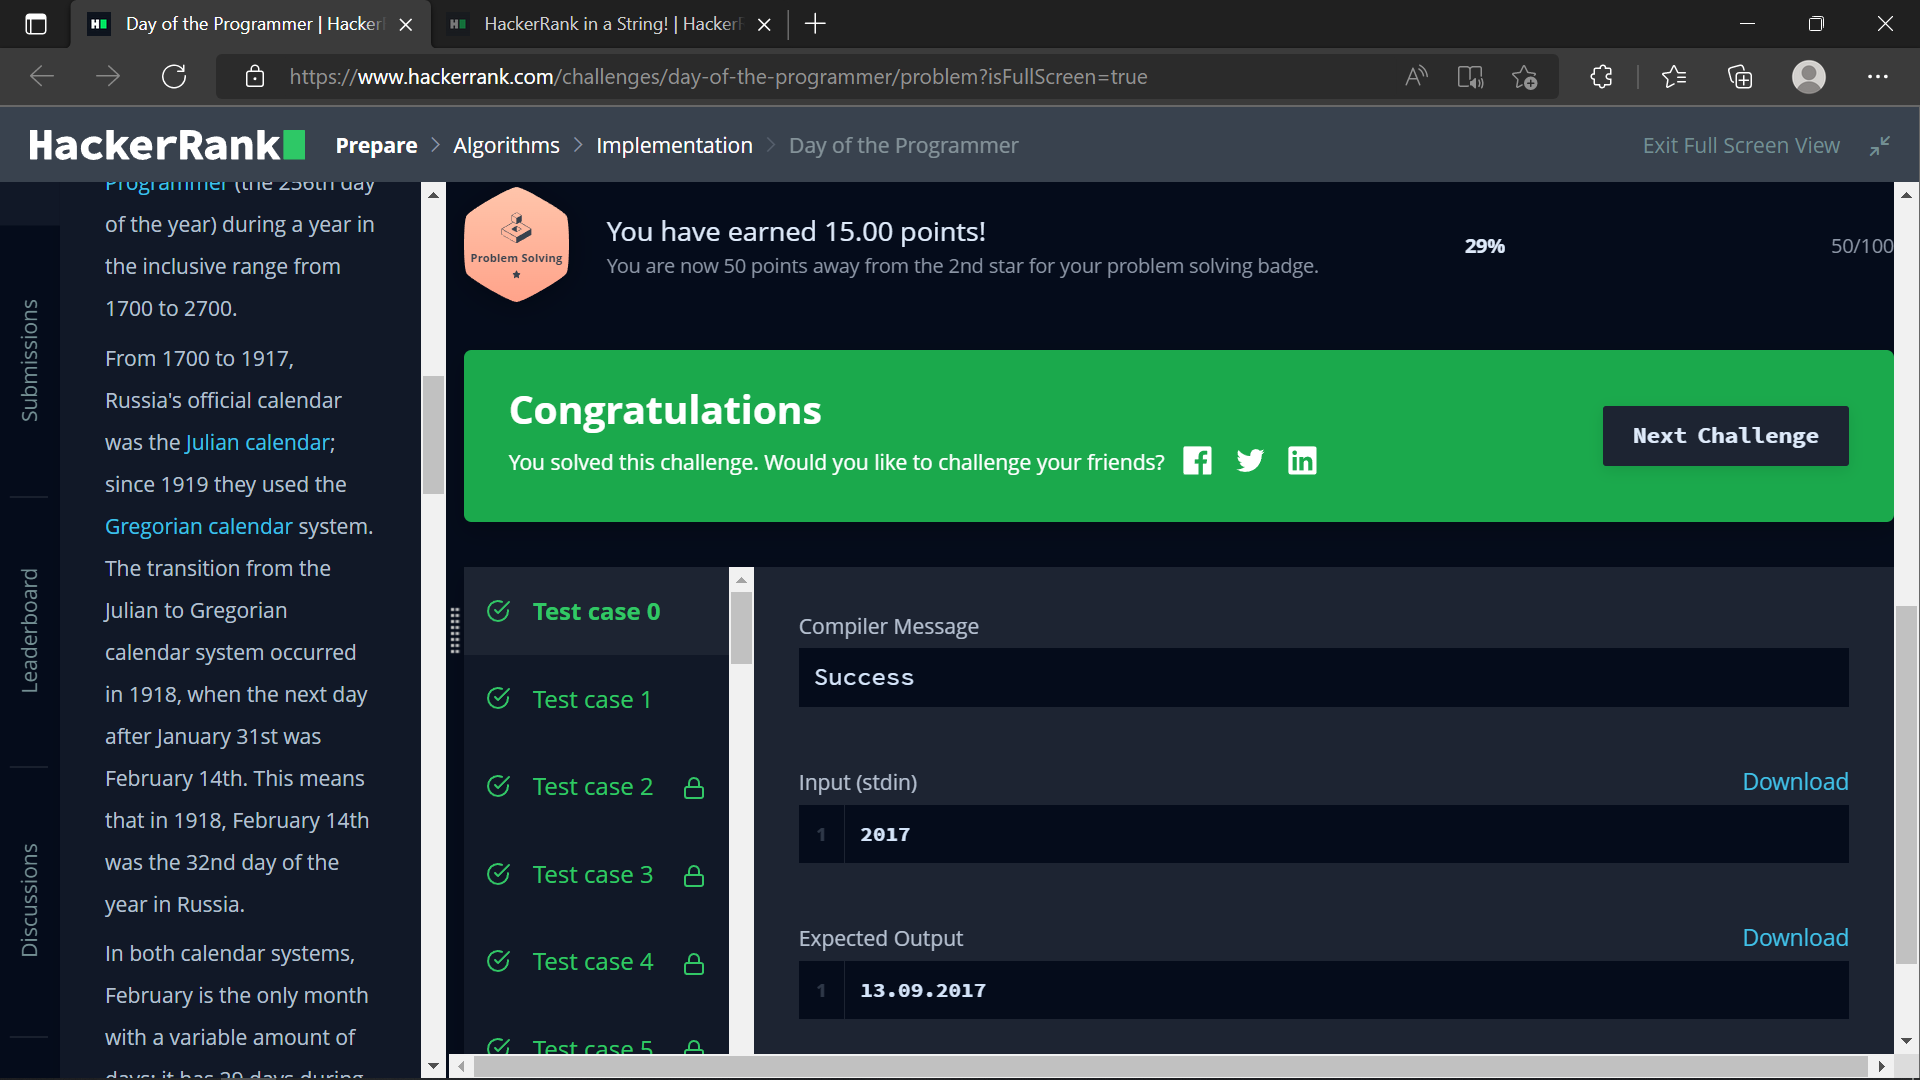 Day of the Programmer | Hacker
HackerRank in a String! | Hacker
https://www.hackerrank.com/challenges/day-of-the-programmer/problem?isFullScreen=true
HackerRank
Prepare > Algorithms > Implementation > Day of the Programmer
Exit Full Screen View
Submissions
Leaderboard
Discussions
Programmer (the 256th day
of the year) during a year in
the inclusive range from
1700 to 2700.
From 1700 to 1917,
Russia's official calendar
was the Julian calendar;
since 1919 they used the
Gregorian calendar system.
The transition from the
Julian to Gregorian
calendar system occurred
in 1918, when the next day
after January 31st was
February 14th. This means
that in 1918, February 14th
was the 32nd day of the
year in Russia.
In both calendar systems,
February is the only month
with a variable amount of
days; it has 29 days during
Problem Solving
You have earned 15.00 points!
You are now 50 points away from the 2nd star for your problem solving badge.
29%
50/100
Congratulations
You solved this challenge. Would you like to challenge your friends?
Next Challenge
Test case 0
Test case 1
Test case 2
Test case 3
Test case 4
Test case 5
Compiler Message
Success
Input (stdin)
Download
1 2017
Expected Output
Download
1 13.09.2017